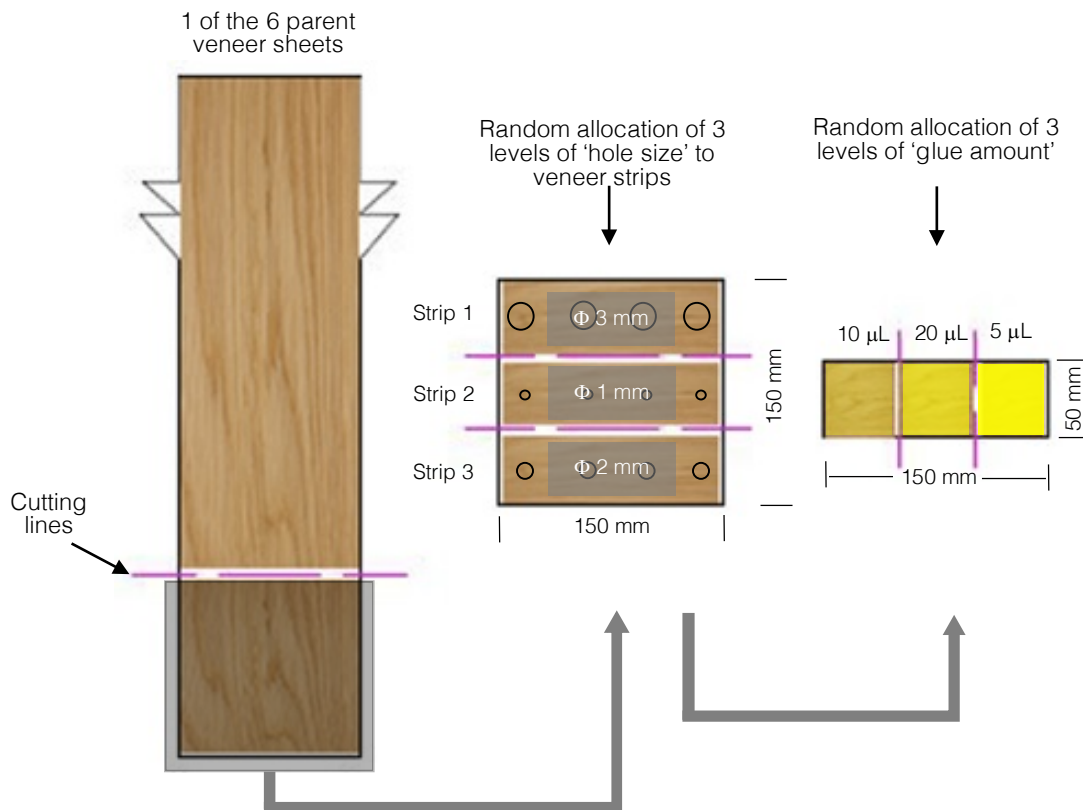 1 of the 6 parent
veneer sheets
Random allocation of 3
levels of ‘hole size’ to
veneer strips
Random allocation of 3
levels of ‘glue amount’
Strip 1
Φ 3 mm
Strip 2
Φ 1 mm
Strip 3
Φ 2 mm
150 mm
150 mm
10 μL
20 μL
5 μL
50 mm
150 mm
Cutting
lines